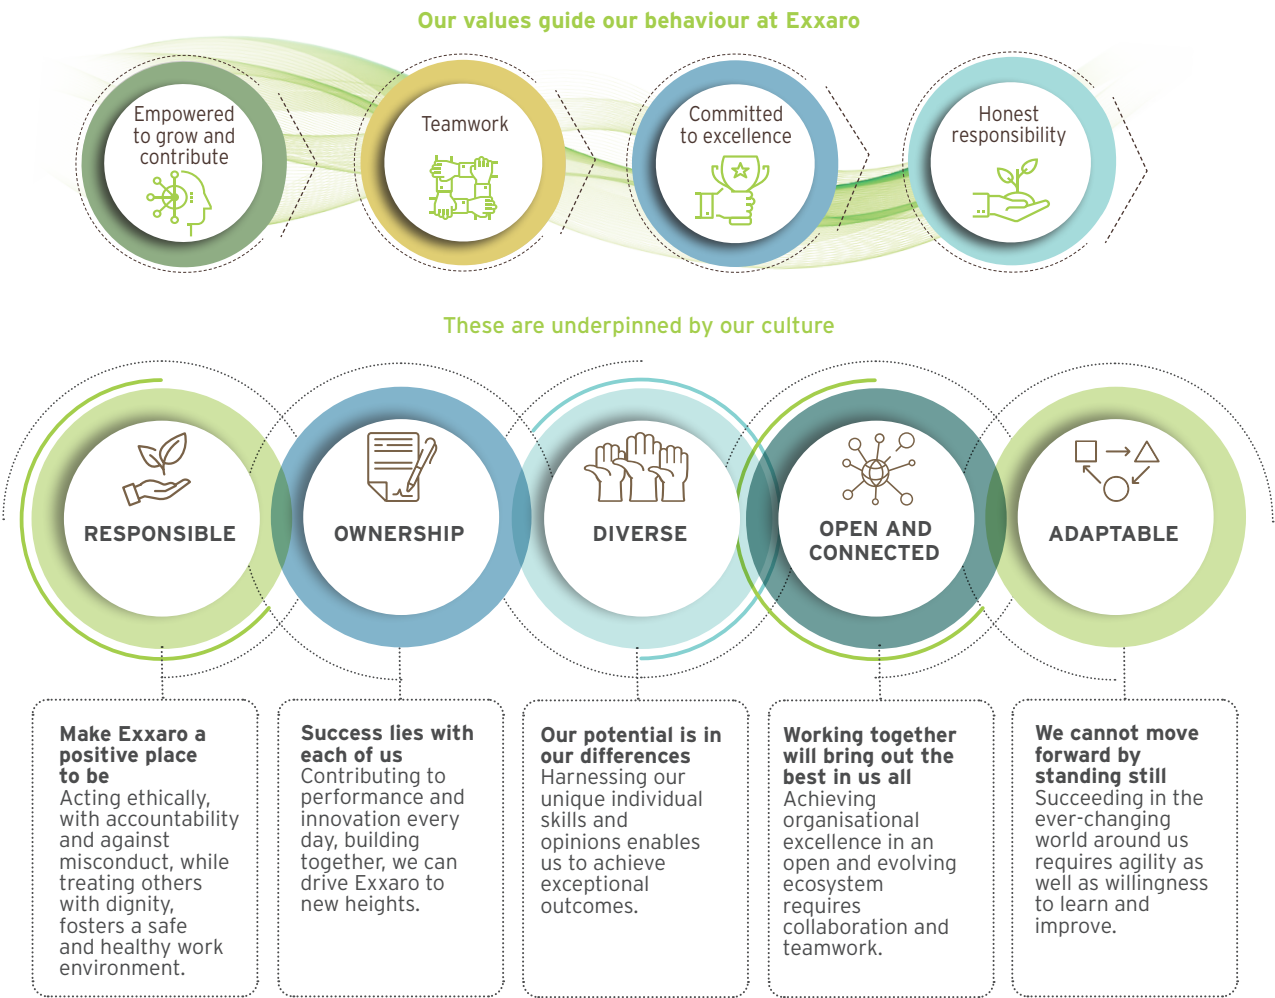 Our values guide our behaviour at Exxaro
Empowered
to grow and
contribute
Teamwork
Committed
to excellence
Honest
responsibility
These are underpinned by our culture
RESPONSIBLE
OWNERSHIP
DIVERSE
OPEN AND
CONNECTED
ADAPTABLE
Make Exxaro a
positive place
to be
Acting ethically,
with accountability
and against
misconduct, while
treating others
with dignity,
fosters a safe
and healthy work
environment.
Success lies with
each of us
Contributing to
performance and
innovation every
day, building
together, we can
drive Exxaro to
new heights.
Our potential is in
our differences
Harnessing our
unique individual
skills and
opinions enables
us to achieve
exceptional
outcomes.
Working together
will bring out the
best in us all
Achieving
organisational
excellence in an
open and evolving
ecosystem
requires
collaboration and
teamwork.
We cannot move
forward by
standing still
Succeeding in the
ever-changing
world around us
requires agility as
well as willingness
to learn and
improve.